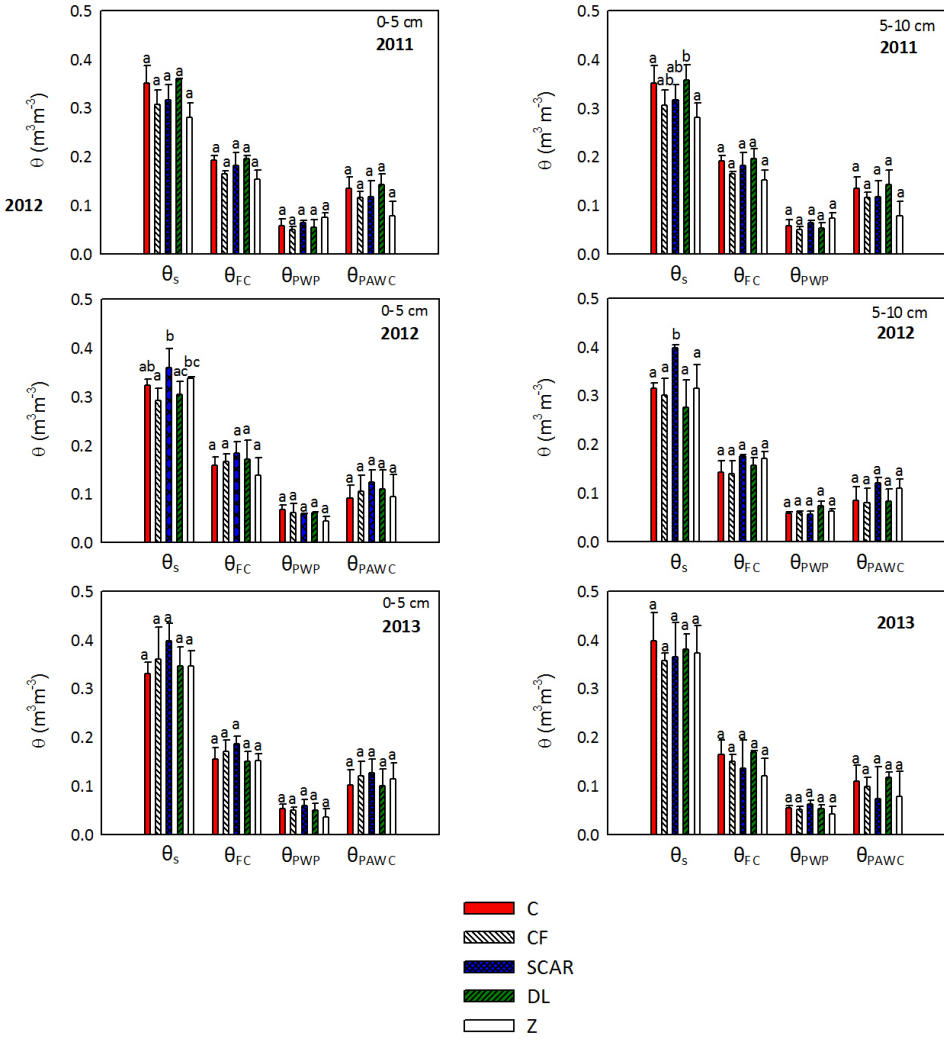 0-5 cm
2011
0.5
0.4
0.3
0.2
0.1
0.0
θ (m³m⁻³)
a a a a a
a a a a a
a a a a a
a a a a a
θs θFC θPWP θPAWC
5-10 cm
2011
0.5
0.4
0.3
0.2
0.1
0.0
θ (m³ m⁻³)
a ab ab b a
a a a a a
a a a a a
a a a a a
θs θFC θPWP
2012
0-5 cm
2012
0.5
0.4
0.3
0.2
0.1
0.0
θ (m³m⁻³)
ab a b ac bc
a a a a a
a a a a a
a a a a a
θs θFC θPWP θPAWC
5-10 cm
2012
0.5
0.4
0.3
0.2
0.1
0.0
θ (m³m⁻³)
a a b a a
a a a a a
a a a a a
a a a a a
θs θFC θPWP θPAWC
0-5 cm
2013
0.5
0.4
0.3
0.2
0.1
0.0
θ (m³m⁻³)
a a a a a
a a a a a
a a a a a
a a a a a
θs θFC θPWP θPAWC
2013
0.5
0.4
0.3
0.2
0.1
0.0
θ (m³m⁻³)
a a a a a
a a a a a
a a a a a
a a a a a
θs θFC θPWP θPAWC
C
CF
SCAR
DL
Z